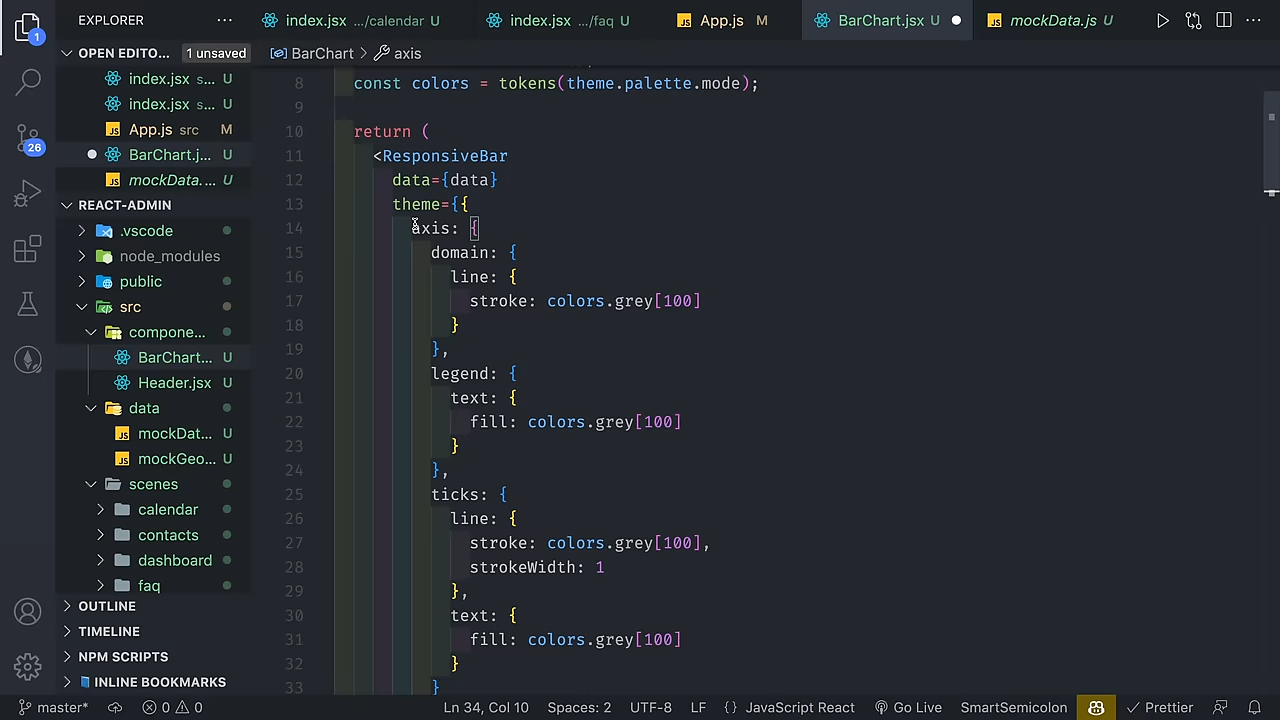 EXPLORER
OPEN EDITO... 1 unsaved
index.jsx s... U
index.jsx s... U
App.js src M
BarChart.j... U
mockData. ... U
REACT-ADMIN
.vscode
node_modules
public
src
compone...
BarChart... U
Header.jsx U
data
mockDat... U
mockGeo... U
scenes
calendar
contacts
dashboard
faq
OUTLINE
TIMELINE
NPM SCRIPTS
INLINE BOOKMARKS
1
26
index.jsx .../calendar U
index.jsx .../faq U
App.js M
BarChart.jsx U
mockData.js U
BarChart > axis
8 const colors = tokens(theme.palette.mode);
9
10 return (
11 <ResponsiveBar
12 data={data}
13 theme={{
14 axis: {
15 domain: {
16 line: {
17 stroke: colors.grey[100]
18 }
19 },
20 legend: {
21 text: {
22 fill: colors.grey[100]
23 }
24 },
25 ticks: {
26 line: {
27 stroke: colors.grey[100],
28 strokeWidth: 1
29 },
30 text: {
31 fill: colors.grey[100]
32 }
33 }
master* 0 0 Ln 34, Col 10 Spaces: 2 UTF-8 LF {} JavaScript React Go Live SmartSemicolon Prettier